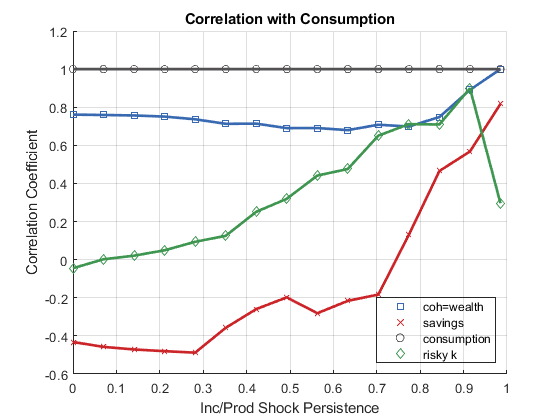 Correlation with Consumption
1.2
1
0.8
0.6
0.4
0.2
0
-0.2
-0.4
-0.6
Correlation Coefficient
coh=wealth
savings
consumption
risky k
0 0.1 0.2 0.3 0.4 0.5 0.6 0.7 0.8 0.9 1
Inc/Prod Shock Persistence